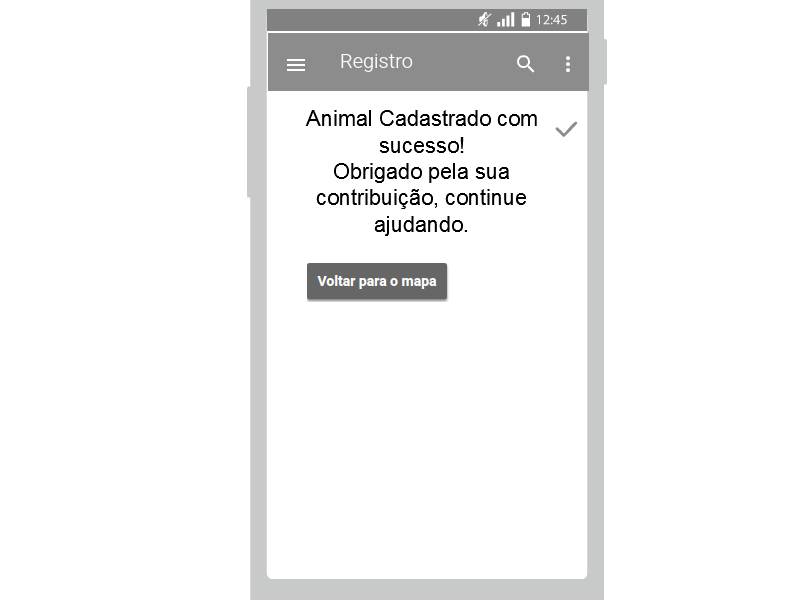 12:45
Registro
Animal Cadastrado com
sucesso!
Obrigado pela sua
contribuição, continue
ajudando.
Voltar para o mapa